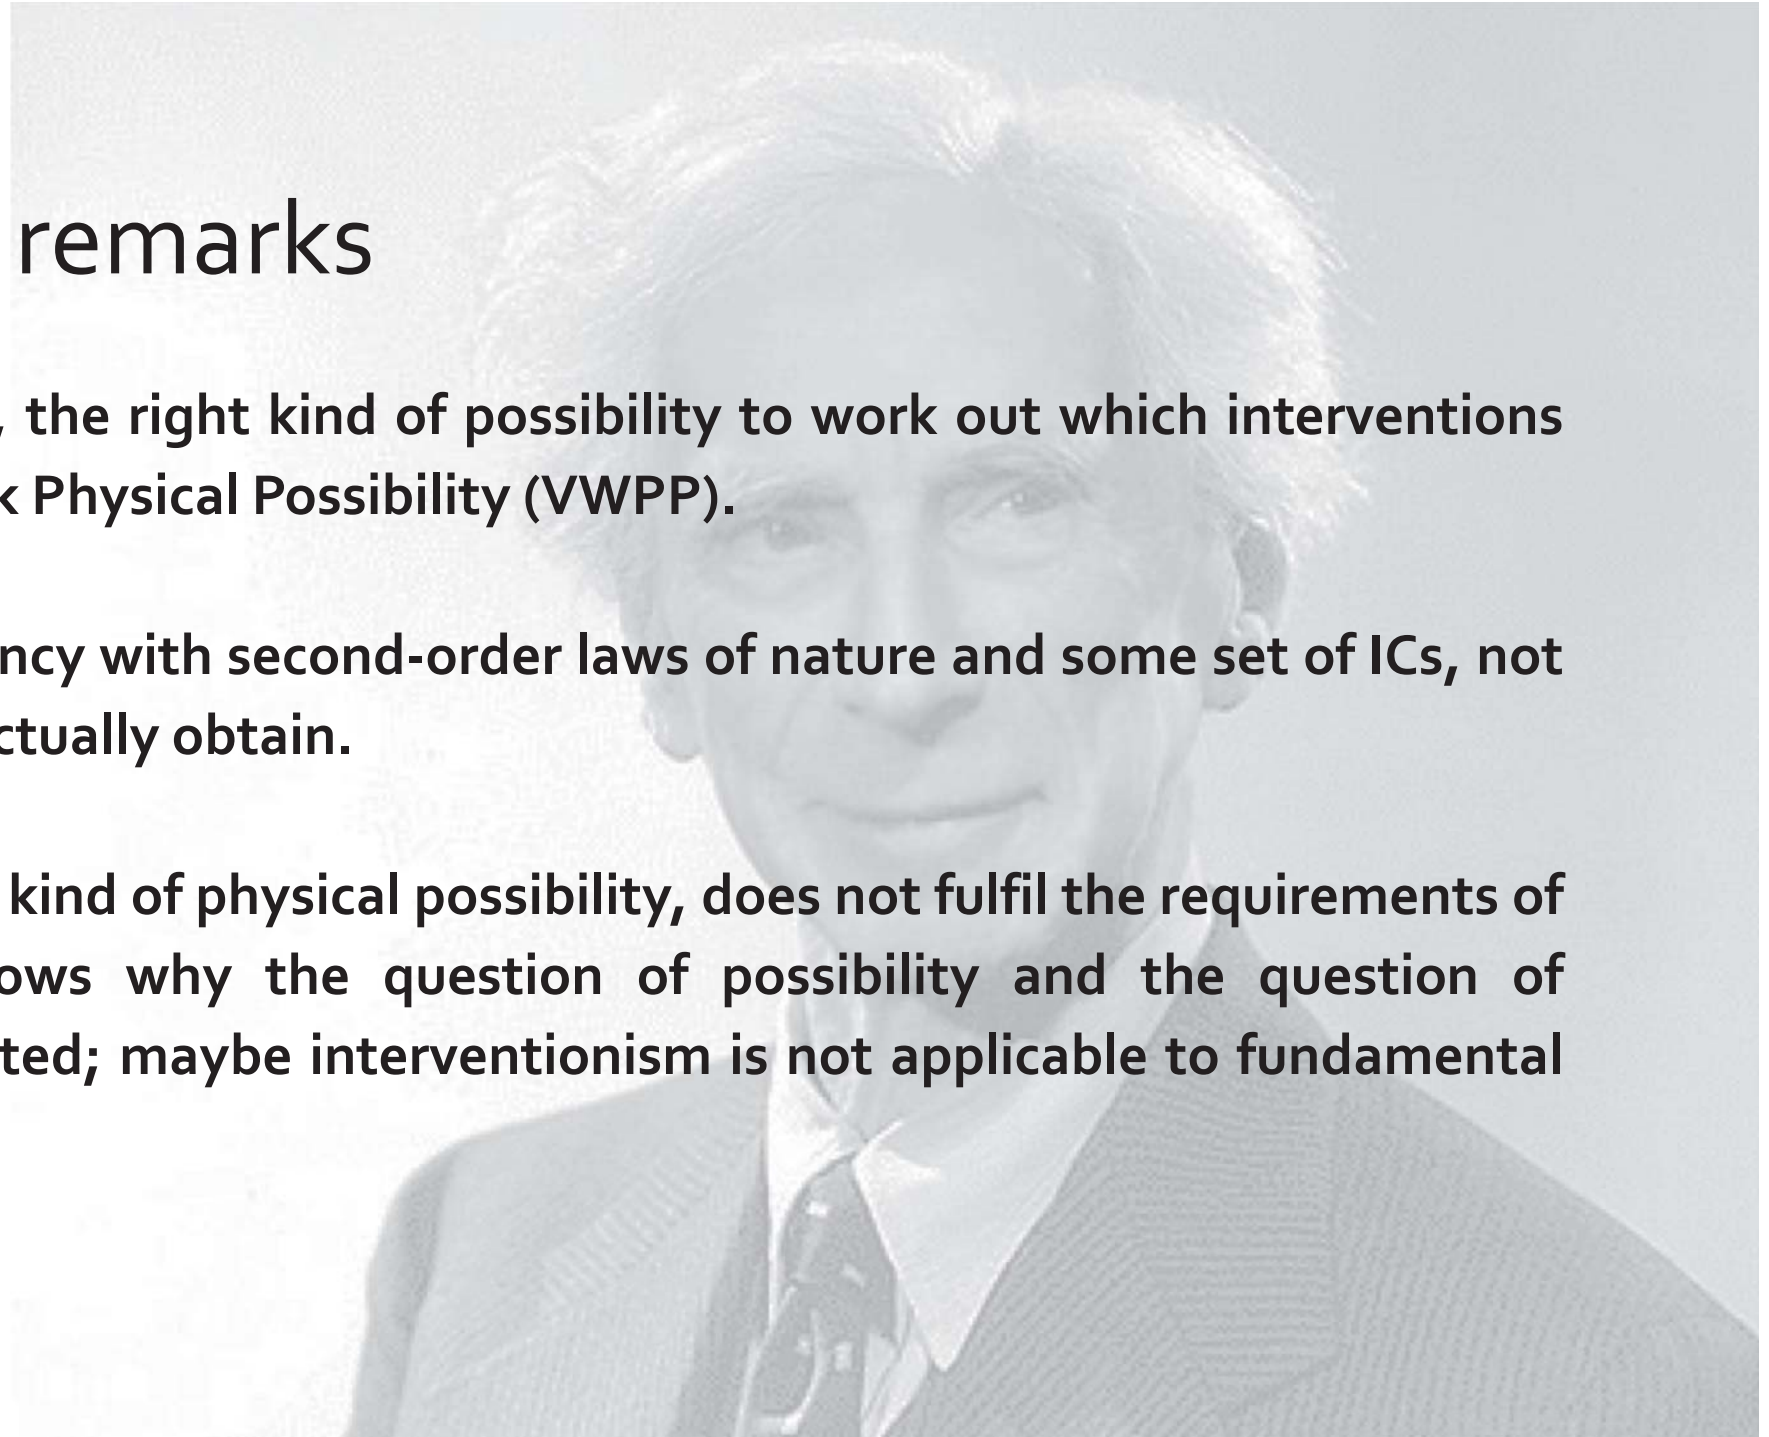 remarks
, the right kind of possibility to work out which interventions
k Physical Possibility (VWPP).
ncy with second-order laws of nature and some set of ICs, not
ctually obtain.
kind of physical possibility, does not fulfil the requirements of
ows why the question of possibility and the question of
ted; maybe interventionism is not applicable to fundamental